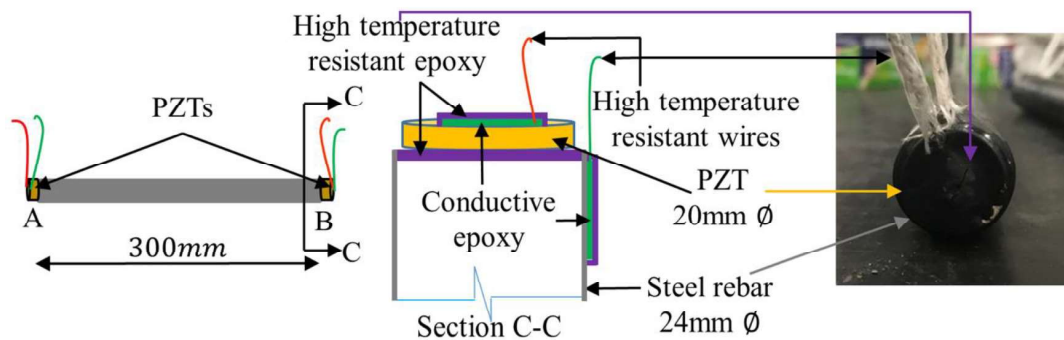 High temperature
resistant epoxy
PZTs
C
A
B
300mm
C
High temperature
resistant wires
Conductive
epoxy
PZT
20mm Ø
Steel rebar
24mm Ø
Section C-C